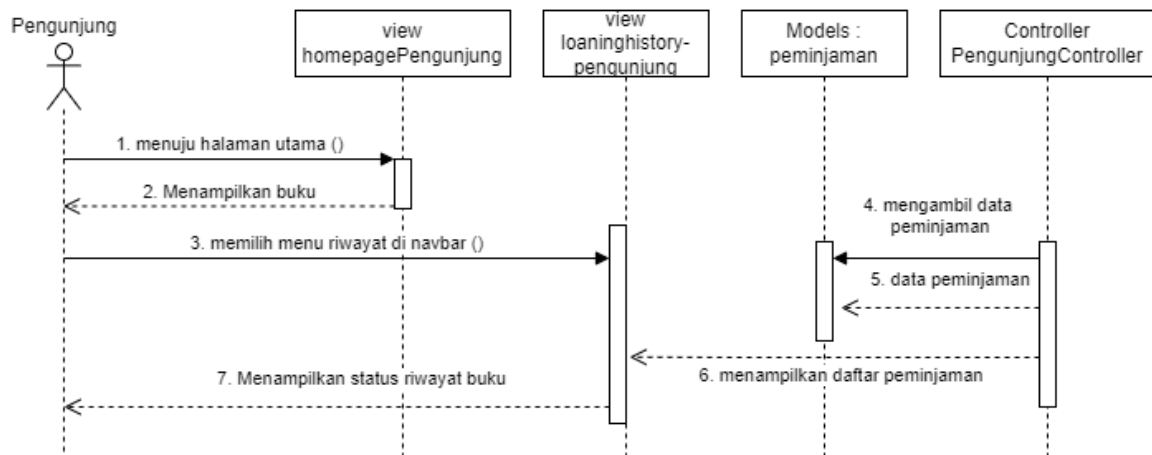 Pengunjung
view
homepagePengunjung
view
loaninghistory-
pengunjung
Models :
peminjaman
Controller
PengunjungController
1. menuju halaman utama ()
2. Menampilkan buku
3. memilih menu riwayat di navbar ()
4. mengambil data
peminjaman
5. data peminjaman
6. menampilkan daftar peminjaman
7. Menampilkan status riwayat buku